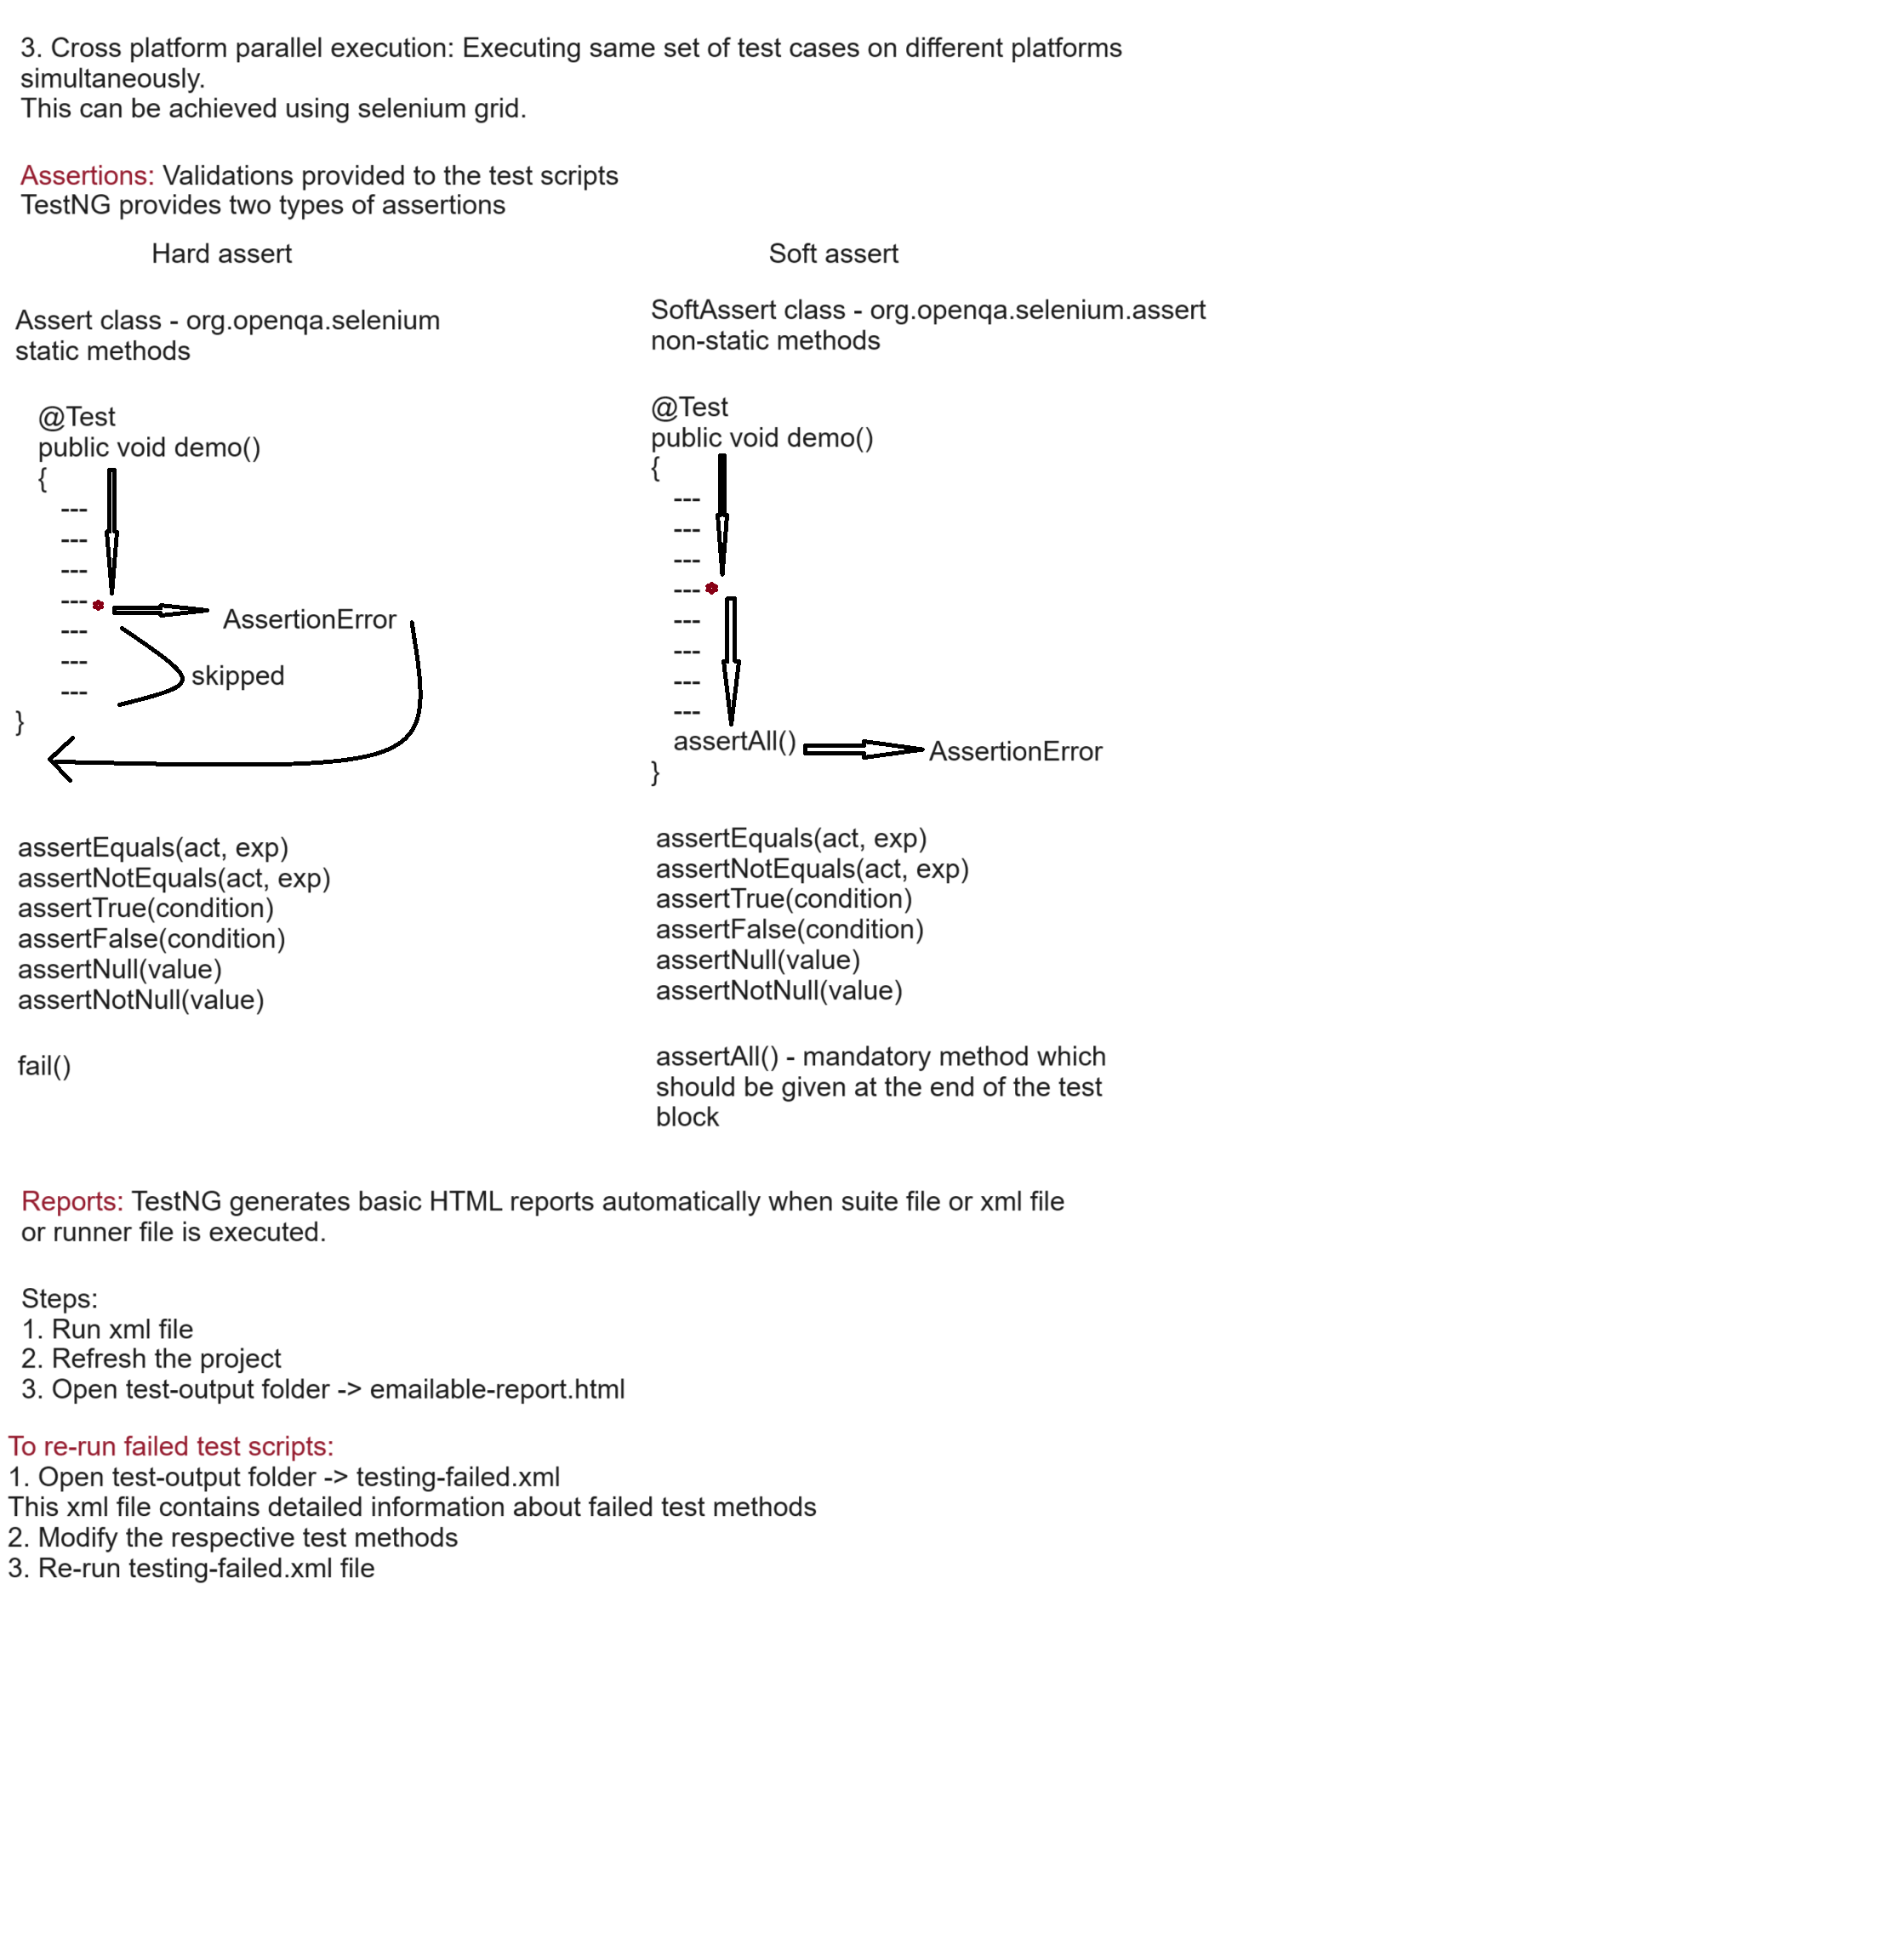 3. Cross platform parallel execution: Executing same set of test cases on different platforms
simultaneously.
This can be achieved using selenium grid.
Assertions: Validations provided to the test scripts
TestNG provides two types of assertions
Hard assert
Assert class - org.openqa.selenium
static methods
@Test
public void demo()
{
---
---
---
---
AssertionError
---
---
skipped
---
}
assertEquals(act, exp)
assertNotEquals(act, exp)
assertTrue(condition)
assertFalse(condition)
assertNull(value)
assertNotNull(value)
fail()
Soft assert
SoftAssert class - org.openqa.selenium.assert
non-static methods
@Test
public void demo()
{
---
---
---
---
---
---
---
---
assertAll()
AssertionError
}
assertEquals(act, exp)
assertNotEquals(act, exp)
assertTrue(condition)
assertFalse(condition)
assertNull(value)
assertNotNull(value)
assertAll() - mandatory method which
should be given at the end of the test
block
Reports: TestNG generates basic HTML reports automatically when suite file or xml file
or runner file is executed.
Steps:
1. Run xml file
2. Refresh the project
3. Open test-output folder -> emailable-report.html
To re-run failed test scripts:
1. Open test-output folder -> testing-failed.xml
This xml file contains detailed information about failed test methods
2. Modify the respective test methods
3. Re-run testing-failed.xml file